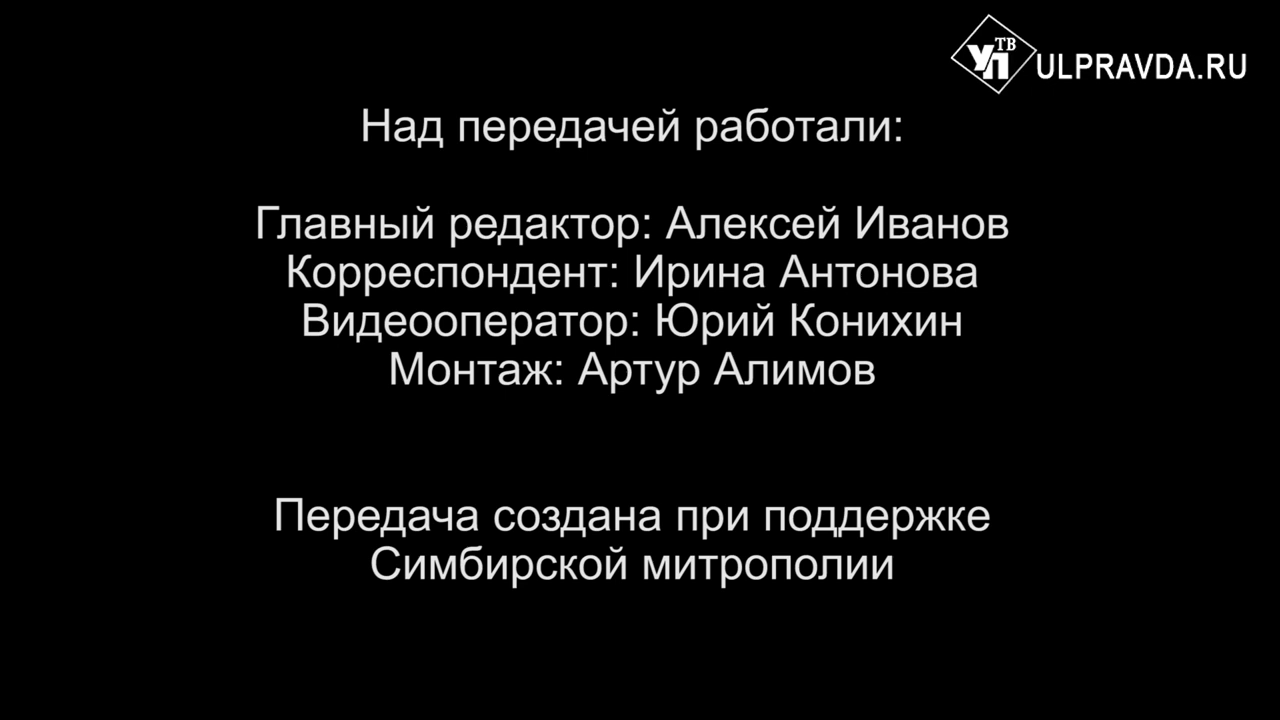 ТВ
УП
ULPRAVDA.RU
Над передачей работали:
Главный редактор: Алексей Иванов
Корреспондент: Ирина Антонова
Видеооператор: Юрий Конихин
Монтаж: Артур Алимов
Передача создана при поддержке
Симбирской митрополии